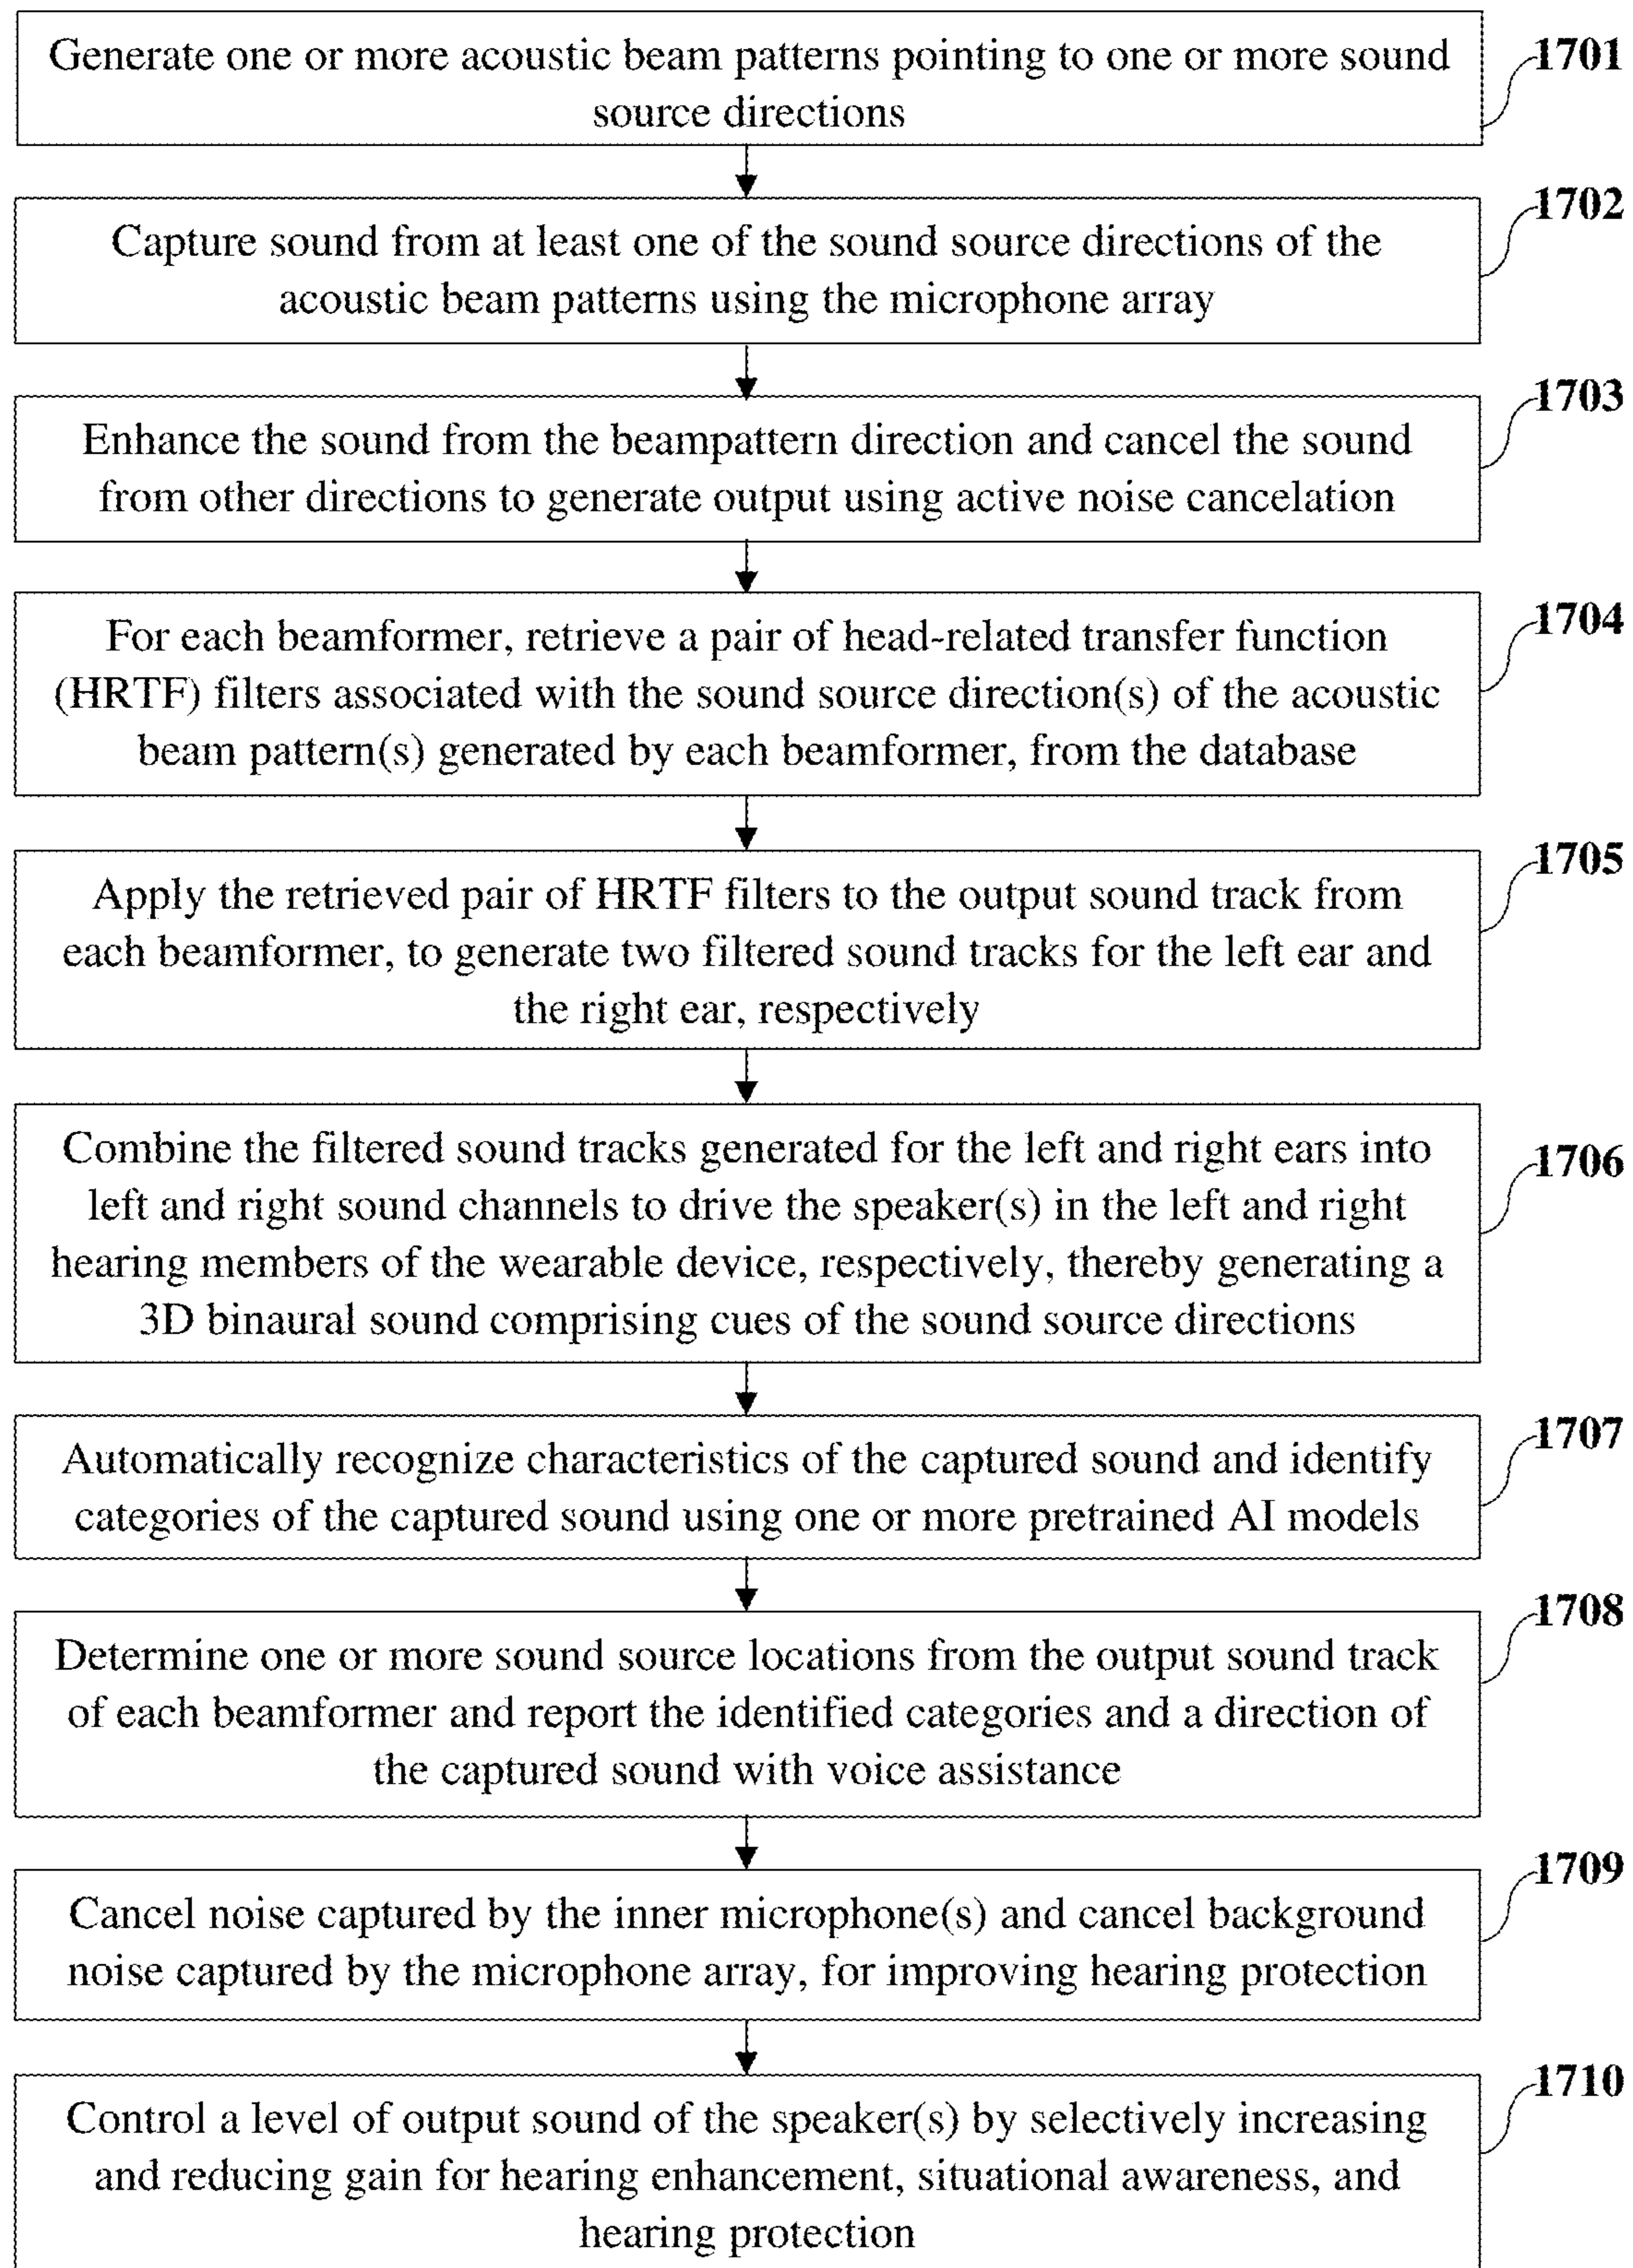 Generate one or more acoustic beam patterns pointing to one or more sound
source directions
1701
Capture sound from at least one of the sound source directions of the
acoustic beam patterns using the microphone array
1702
Enhance the sound from the beampattern direction and cancel the sound
from other directions to generate output using active noise cancelation
1703
For each beamformer, retrieve a pair of head-related transfer function
(HRTF) filters associated with the sound source direction(s) of the acoustic
beam pattern(s) generated by each beamformer, from the database
1704
Apply the retrieved pair of HRTF filters to the output sound track from
each beamformer, to generate two filtered sound tracks for the left ear and
the right ear, respectively
1705
Combine the filtered sound tracks generated for the left and right ears into
left and right sound channels to drive the speaker(s) in the left and right
hearing members of the wearable device, respectively, thereby generating a
3D binaural sound comprising cues of the sound source directions
1706
Automatically recognize characteristics of the captured sound and identify
categories of the captured sound using one or more pretrained AI models
1707
Determine one or more sound source locations from the output sound track
of each beamformer and report the identified categories and a direction of
the captured sound with voice assistance
1708
Cancel noise captured by the inner microphone(s) and cancel background
noise captured by the microphone array, for improving hearing protection
1709
Control a level of output sound of the speaker(s) by selectively increasing
and reducing gain for hearing enhancement, situational awareness, and
hearing protection
1710